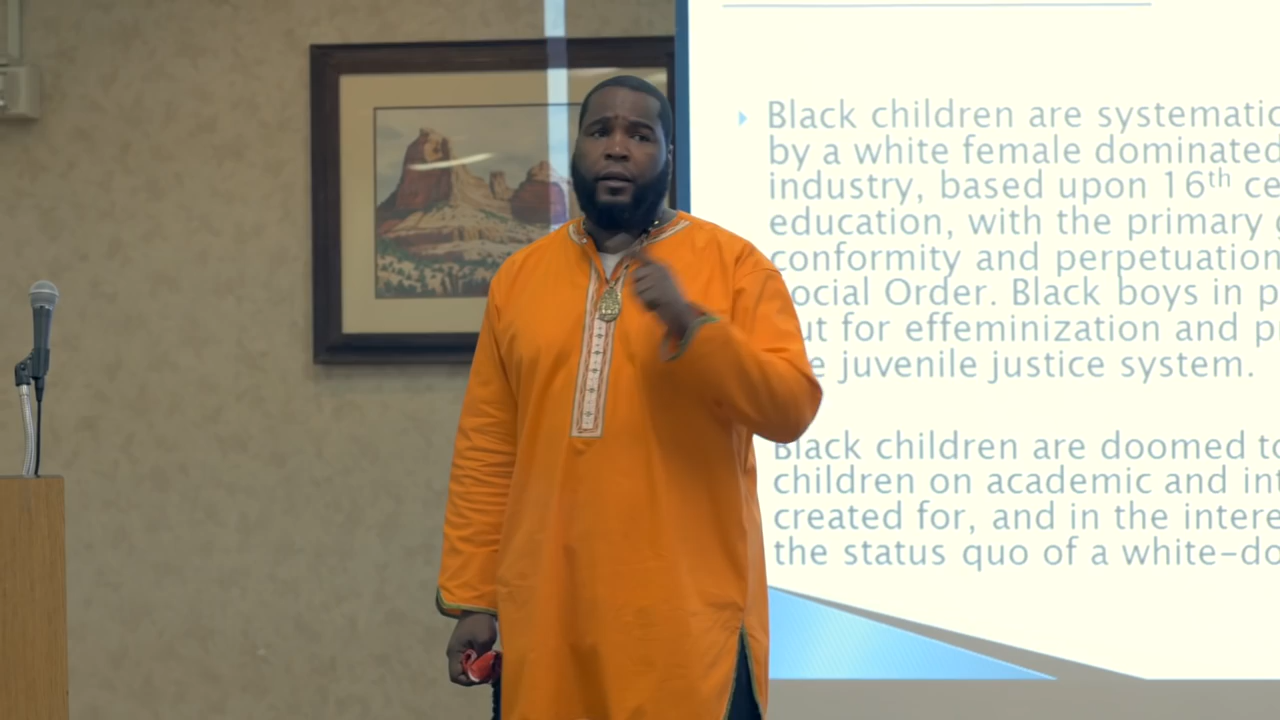 Black children are systematic
by a white female dominated
industry, based upon 16th ce
education, with the primary
conformity and perpetuation
ocial Order. Black boys in p
ut for effeminization and p
e juvenile justice system.
Black children are doomed to
children on academic and int
created for, and in the intere
the status quo of a white-do